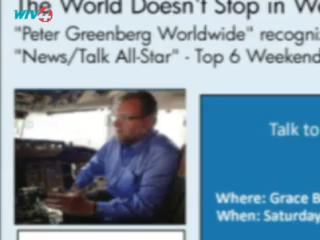 The World Doesn't Stop in
WTV
"Peter Greenberg Worldwide"
"News/Talk All-Star" - Top 6 Weekend
Talk to
Where: Grace B
When: Saturday